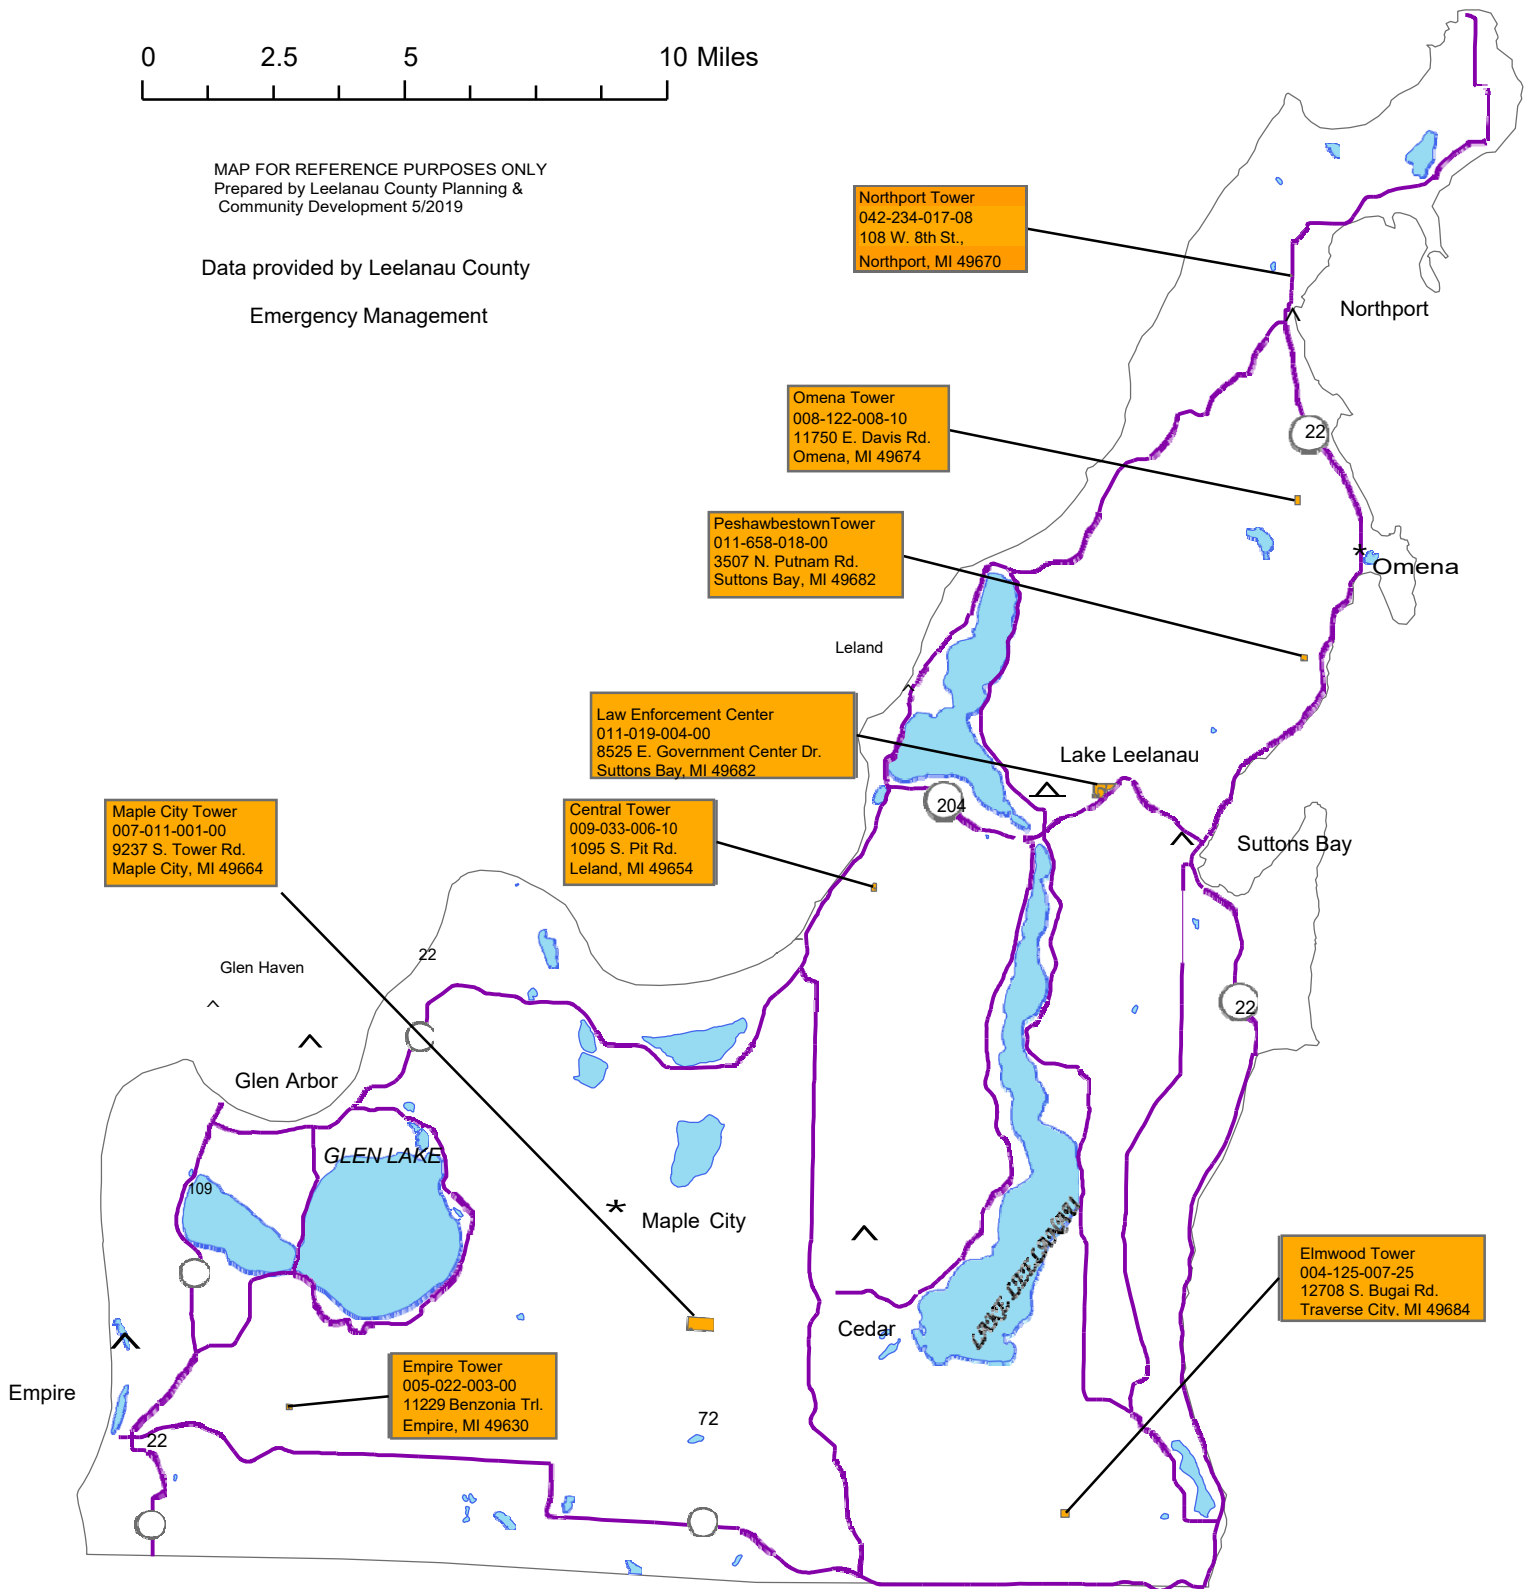 0 2.5 5 10 Miles
MAP FOR REFERENCE PURPOSES ONLY
Prepared by Leelanau County Planning &
Community Development 5/2019
Data provided by Leelanau County
Emergency Management
Northport Tower
042-234-017-08
108 W. 8th St.,
Northport, MI 49670
Northport
Omena Tower
008-122-008-10
11750 E. Davis Rd.
Omena, MI 49674
22
PeshawbestownTower
011-658-018-00
3507 N. Putnam Rd.
Suttons Bay, MI 49682
*
Omena
Leland
Law Enforcement Center
011-019-004-00
8525 E. Government Center Dr.
Suttons Bay, MI 49682
Lake Leelanau
204
Maple City Tower
007-011-001-00
9237 S. Tower Rd.
Maple City, MI 49664
Central Tower
009-033-006-10
1095 S. Pit Rd.
Leland, MI 49654
Suttons Bay
22
Glen Haven
22
Glen Arbor
GLEN LAKE
109
* Maple City
LAKE LEELANAU
Elmwood Tower
004-125-007-25
12708 S. Bugai Rd.
Traverse City, MI 49684
Cedar
Empire Tower
005-022-003-00
11229 Benzonia Trl.
Empire, MI 49630
Empire
72
22